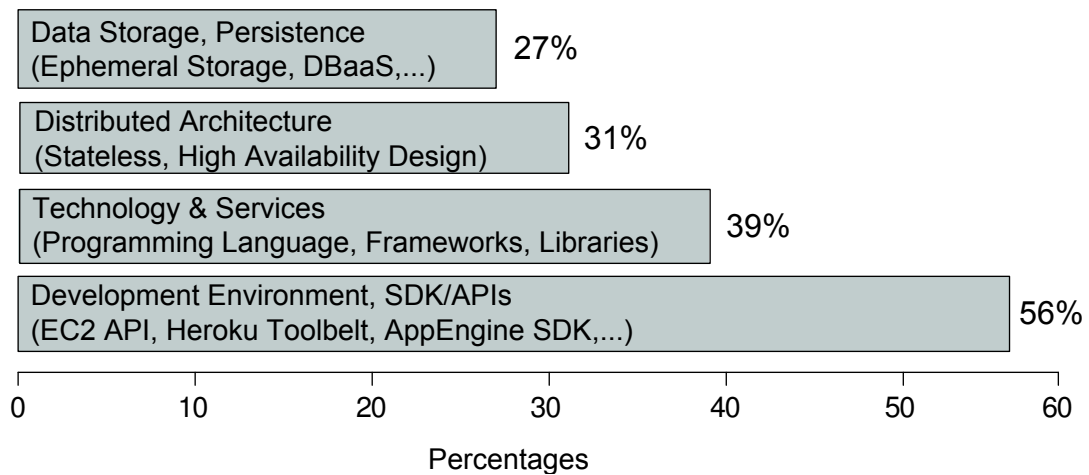 Data Storage, Persistence
(Ephemeral Storage, DBaaS,...)
27%
Distributed Architecture
(Stateless, High Availability Design)
31%
Technology & Services
(Programming Language, Frameworks, Libraries)
39%
Development Environment, SDK/APIs
(EC2 API, Heroku Toolbelt, AppEngine SDK,...)
56%
0 10 20 30 40 50 60
Percentages